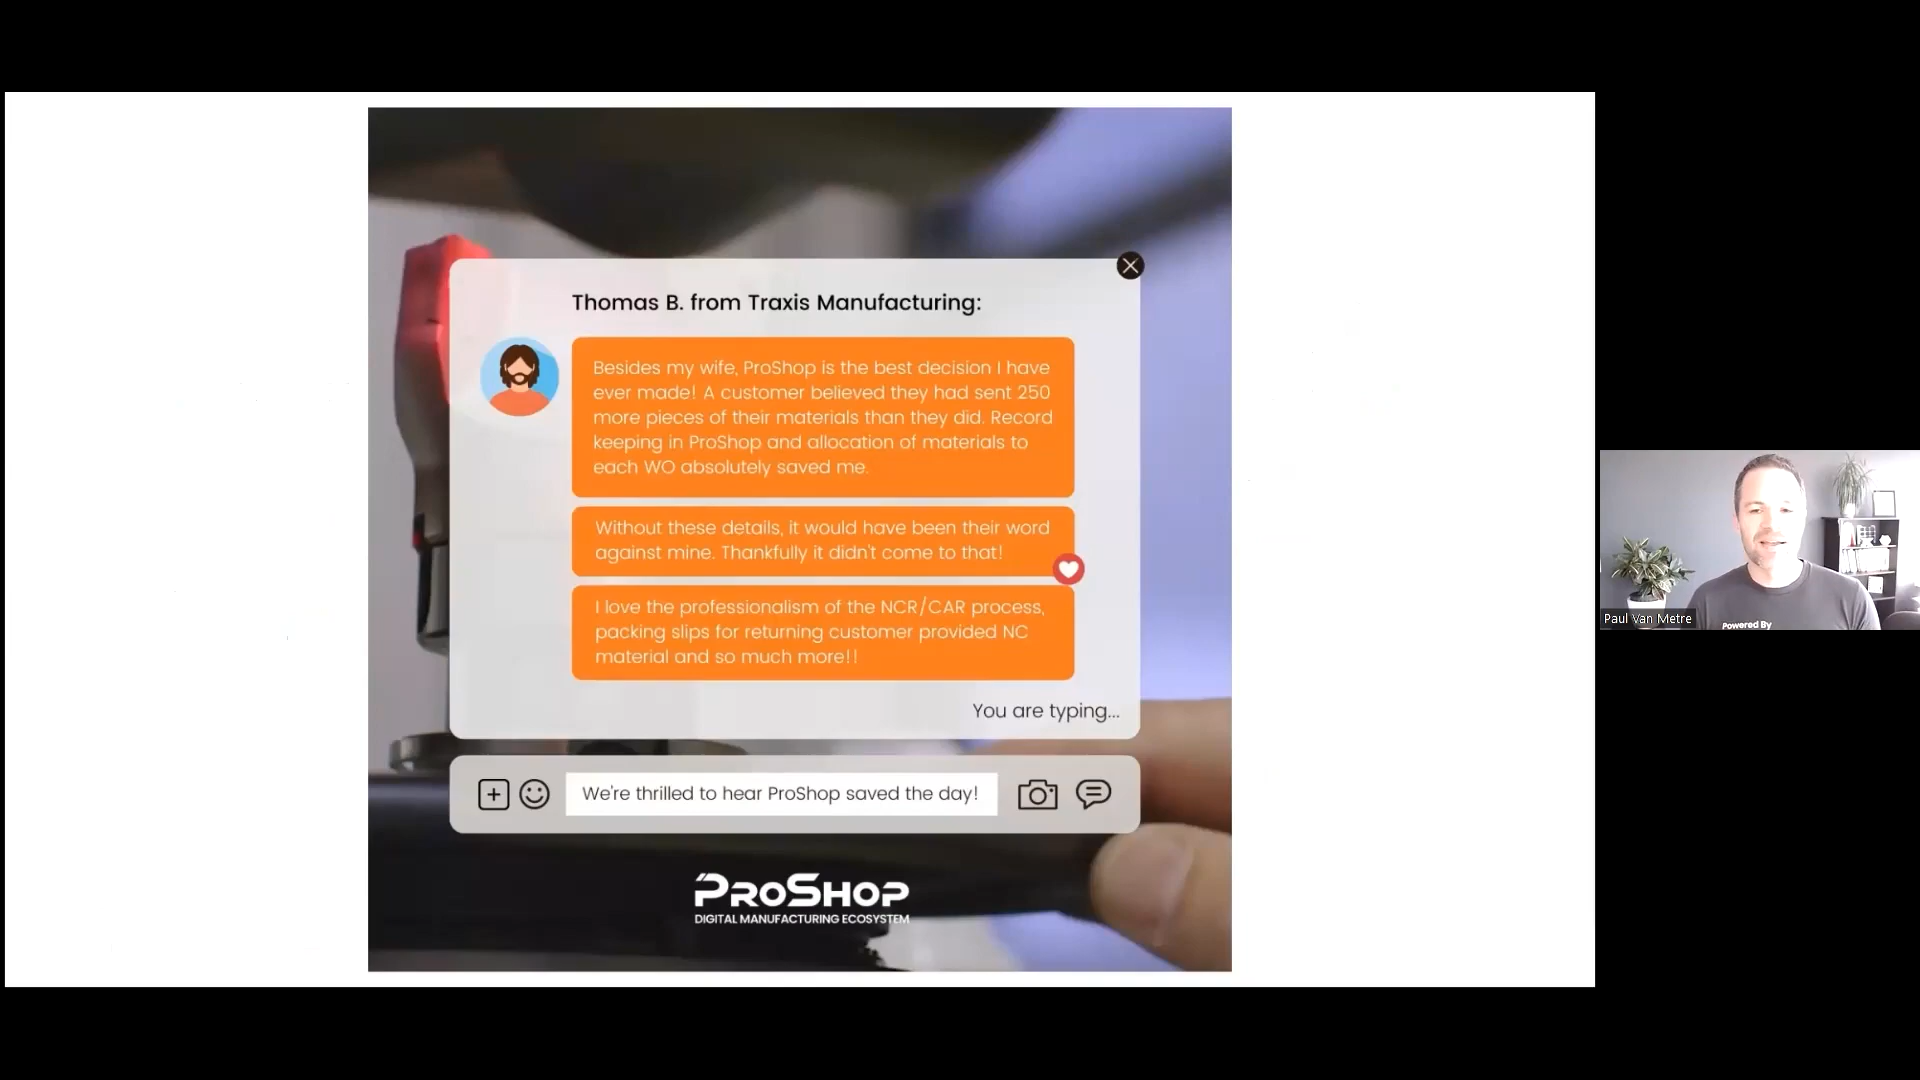 Thomas B. from Traxis Manufacturing:
Besides my wife, ProShop is the best decision I have
ever made! A customer believed they had sent 250
more pieces of their materials than they did. Record
keeping in ProShop and allocation of materials to
each WO absolutely saved me.
Without these details, it would have been their word
against mine. Thankfully it didn't come to that!
I love the professionalism of the NCR/CAR process,
packing slips for returning customer provided NC
material and so much more!!
You are typing...
We're thrilled to hear ProShop saved the day!
PROSHOP
DIGITAL MANUFACTURING ECOSYSTEM
Paul Van Metre
Powered By